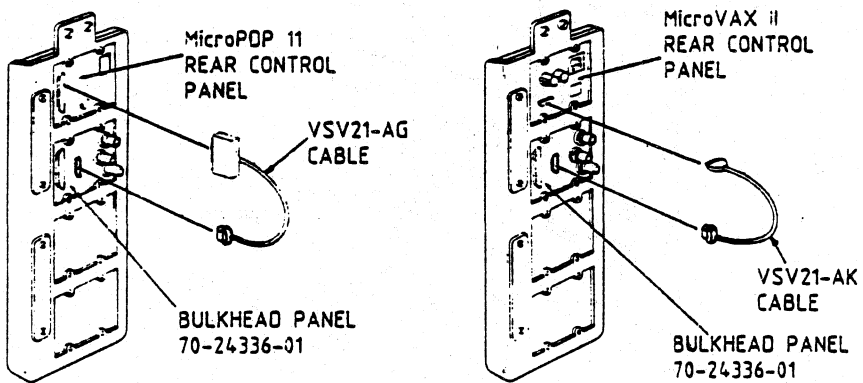 MicroPDP 11
REAR CONTROL
PANEL
VSV21-AG
CABLE
BULKHEAD PANEL
70-24336-01
MicroVAX II
REAR CONTROL
PANEL
VSV21-AK
CABLE
BULKHEAD PANEL
70-24336-01